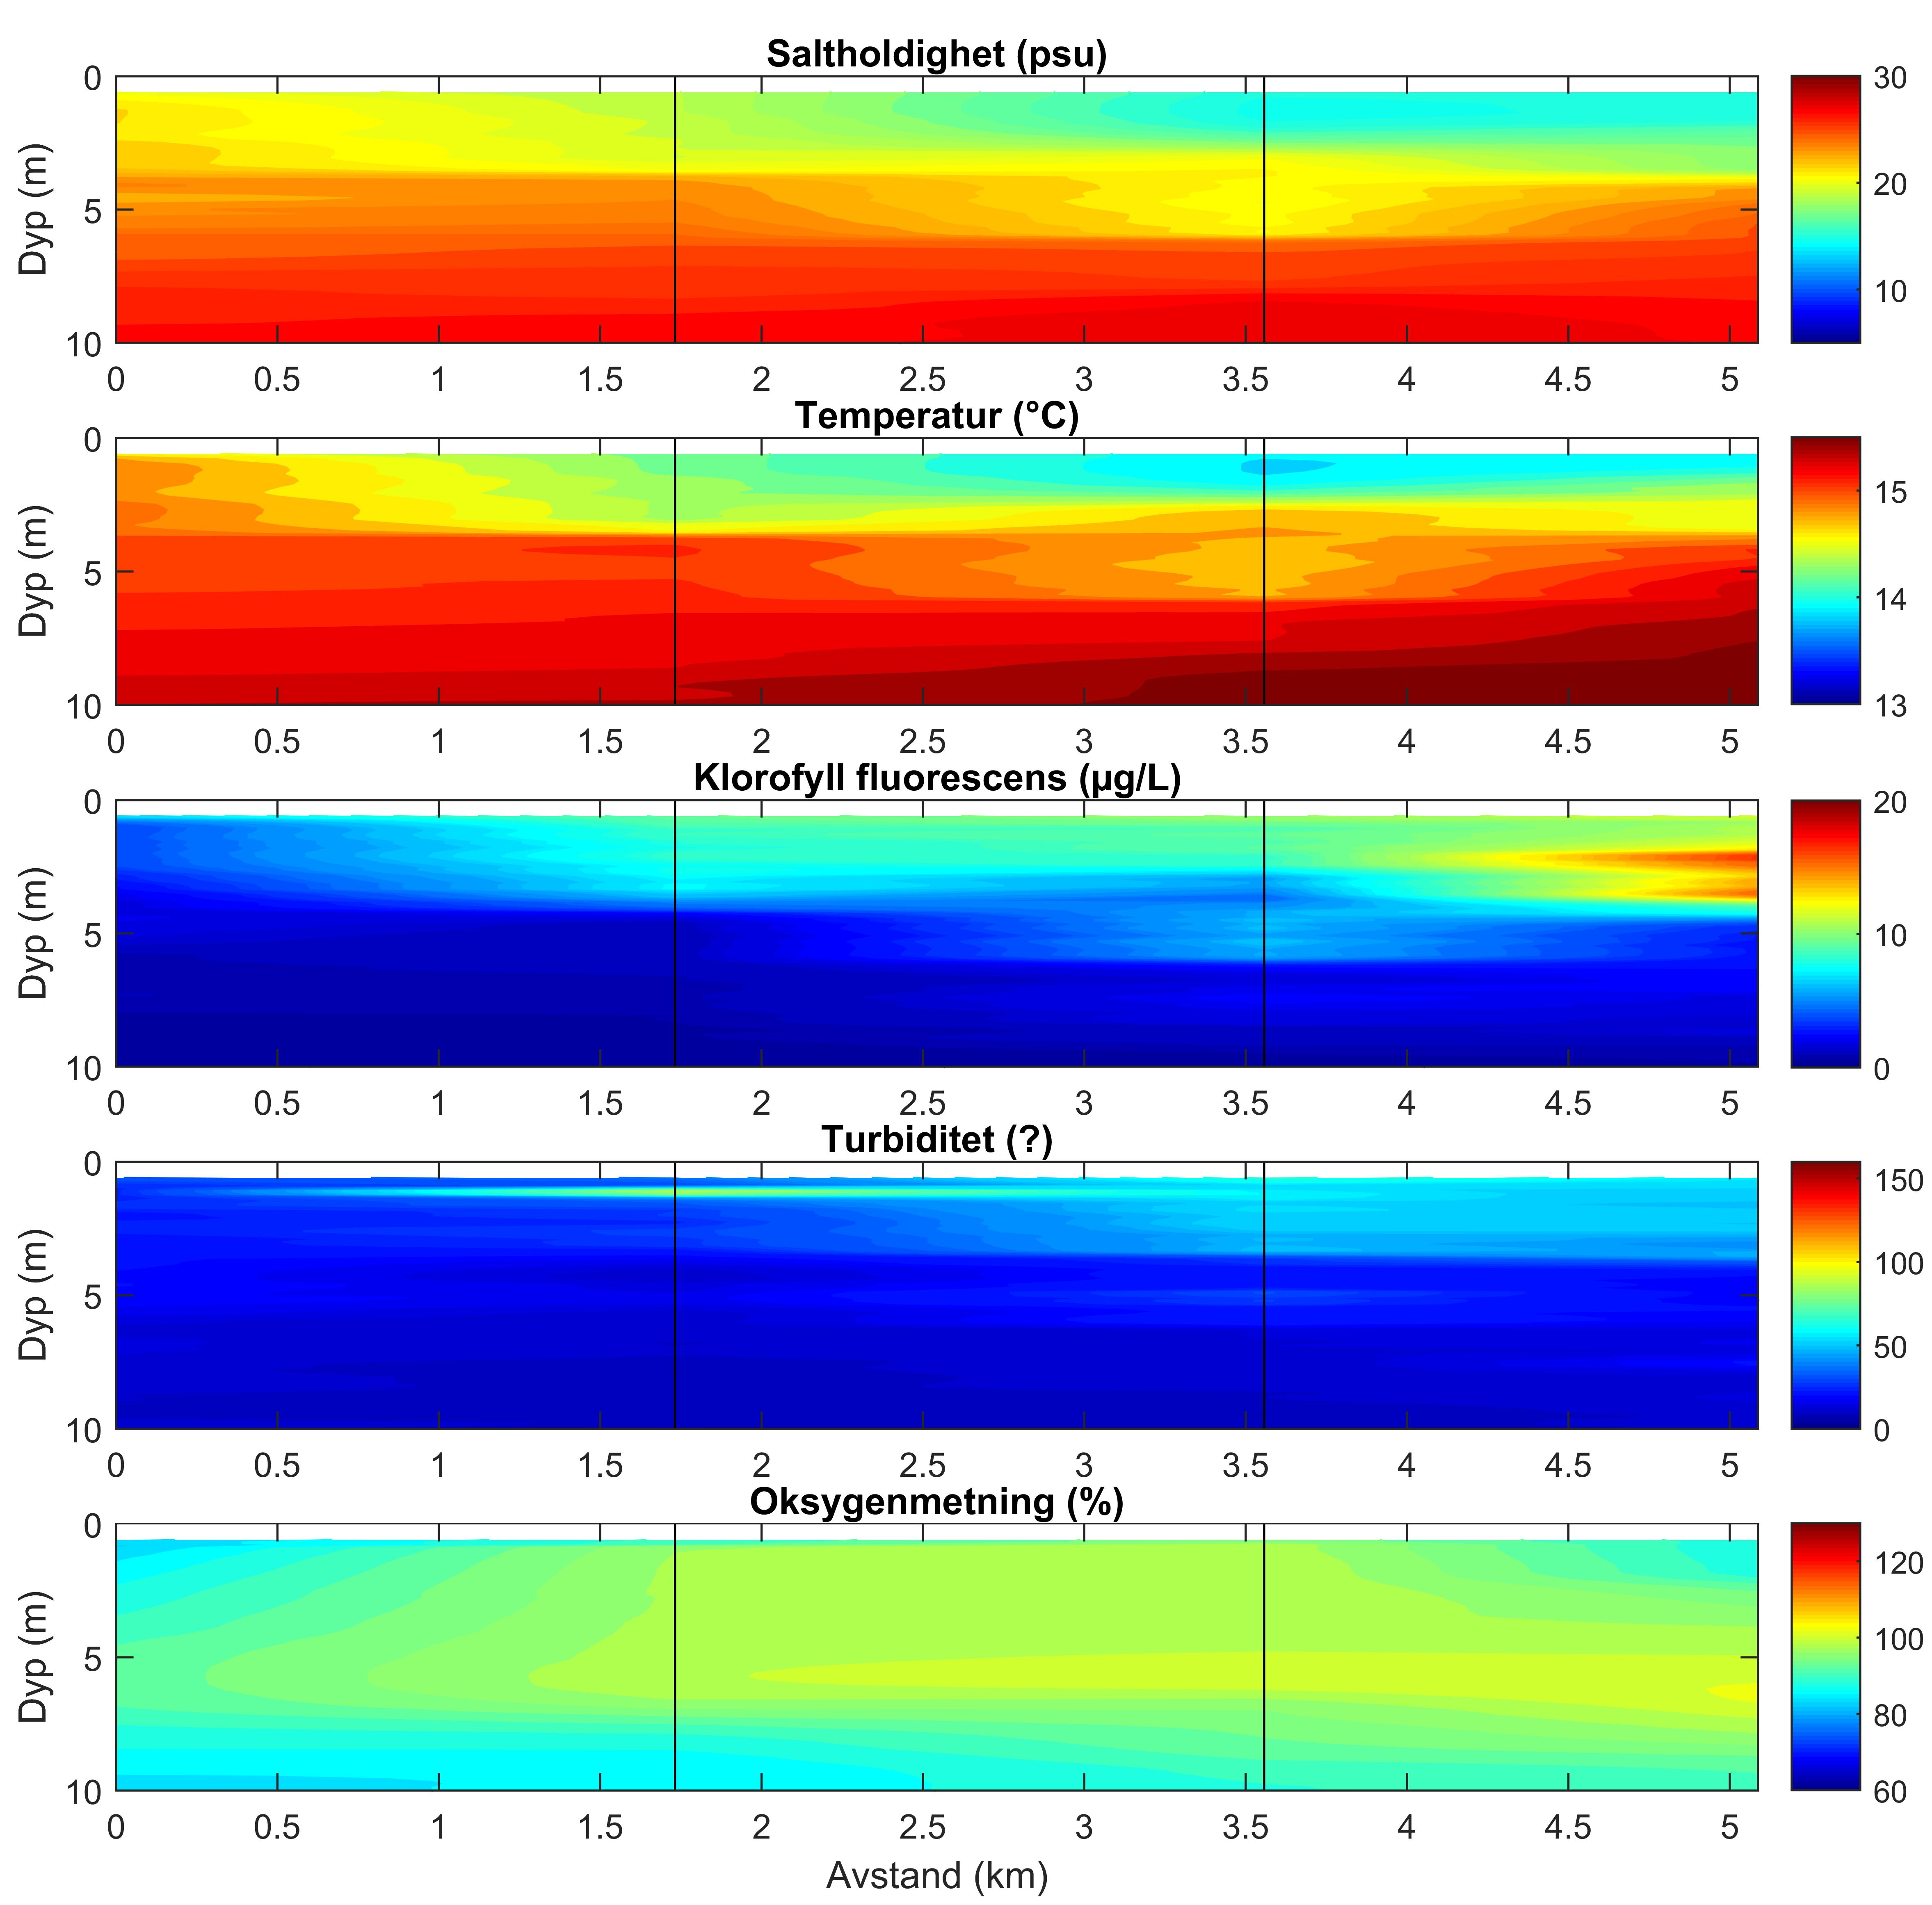 Saltholdighet (psu)
0
5
10
Dyp (m)
0 0.5 1 1.5 2 2.5 3 3.5 4 4.5 5
30
20
10
Temperatur (°C)
0
5
10
Dyp (m)
0 0.5 1 1.5 2 2.5 3 3.5 4 4.5 5
15
14
13
Klorofyll fluorescens (µg/L)
0
5
10
Dyp (m)
0 0.5 1 1.5 2 2.5 3 3.5 4 4.5 5
20
10
0
Turbiditet (?)
0
5
10
Dyp (m)
0 0.5 1 1.5 2 2.5 3 3.5 4 4.5 5
150
100
50
0
Oksygenmetning (%)
0
5
10
Dyp (m)
0 0.5 1 1.5 2 2.5 3 3.5 4 4.5 5
120
100
80
60
Avstand (km)